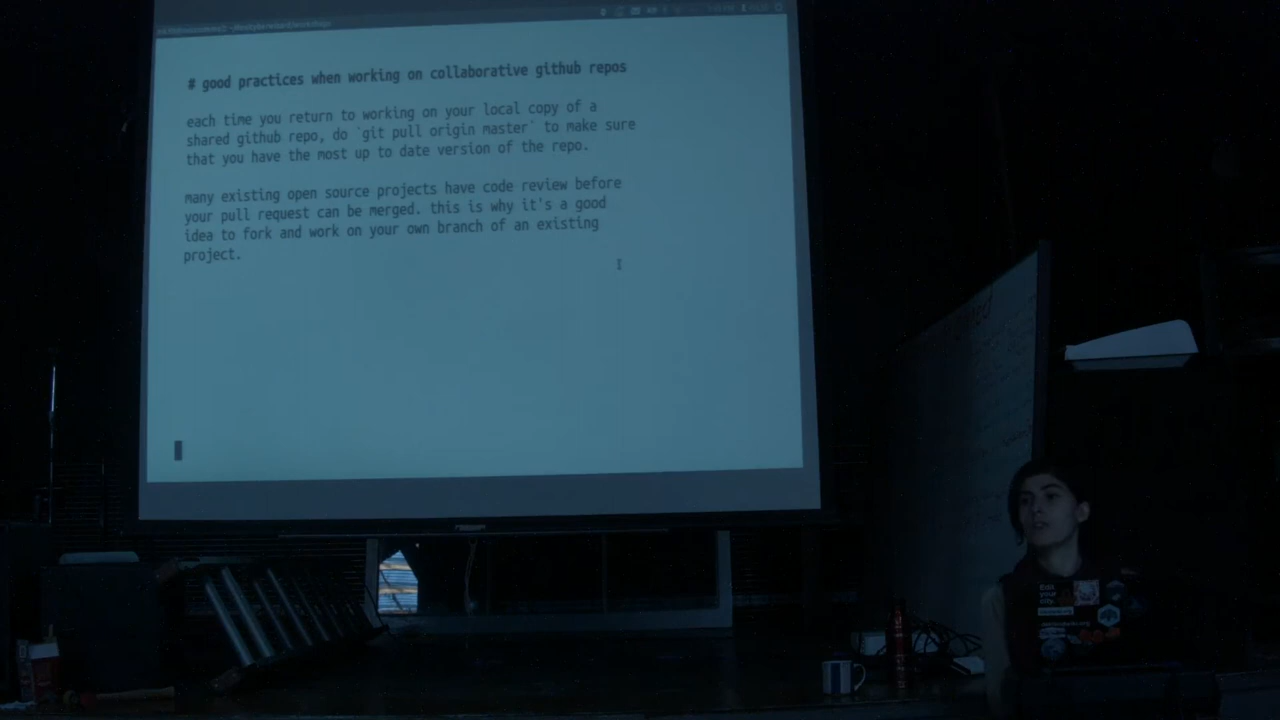 # good practices when working on collaborative github repos
each time you return to working on your local copy of a
shared github repo, do `git pull origin master` to make sure
that you have the most up to date version of the repo.
many existing open source projects have code review before
your pull request can be merged. this is why it's a good
idea to fork and work on your own branch of an existing
project.